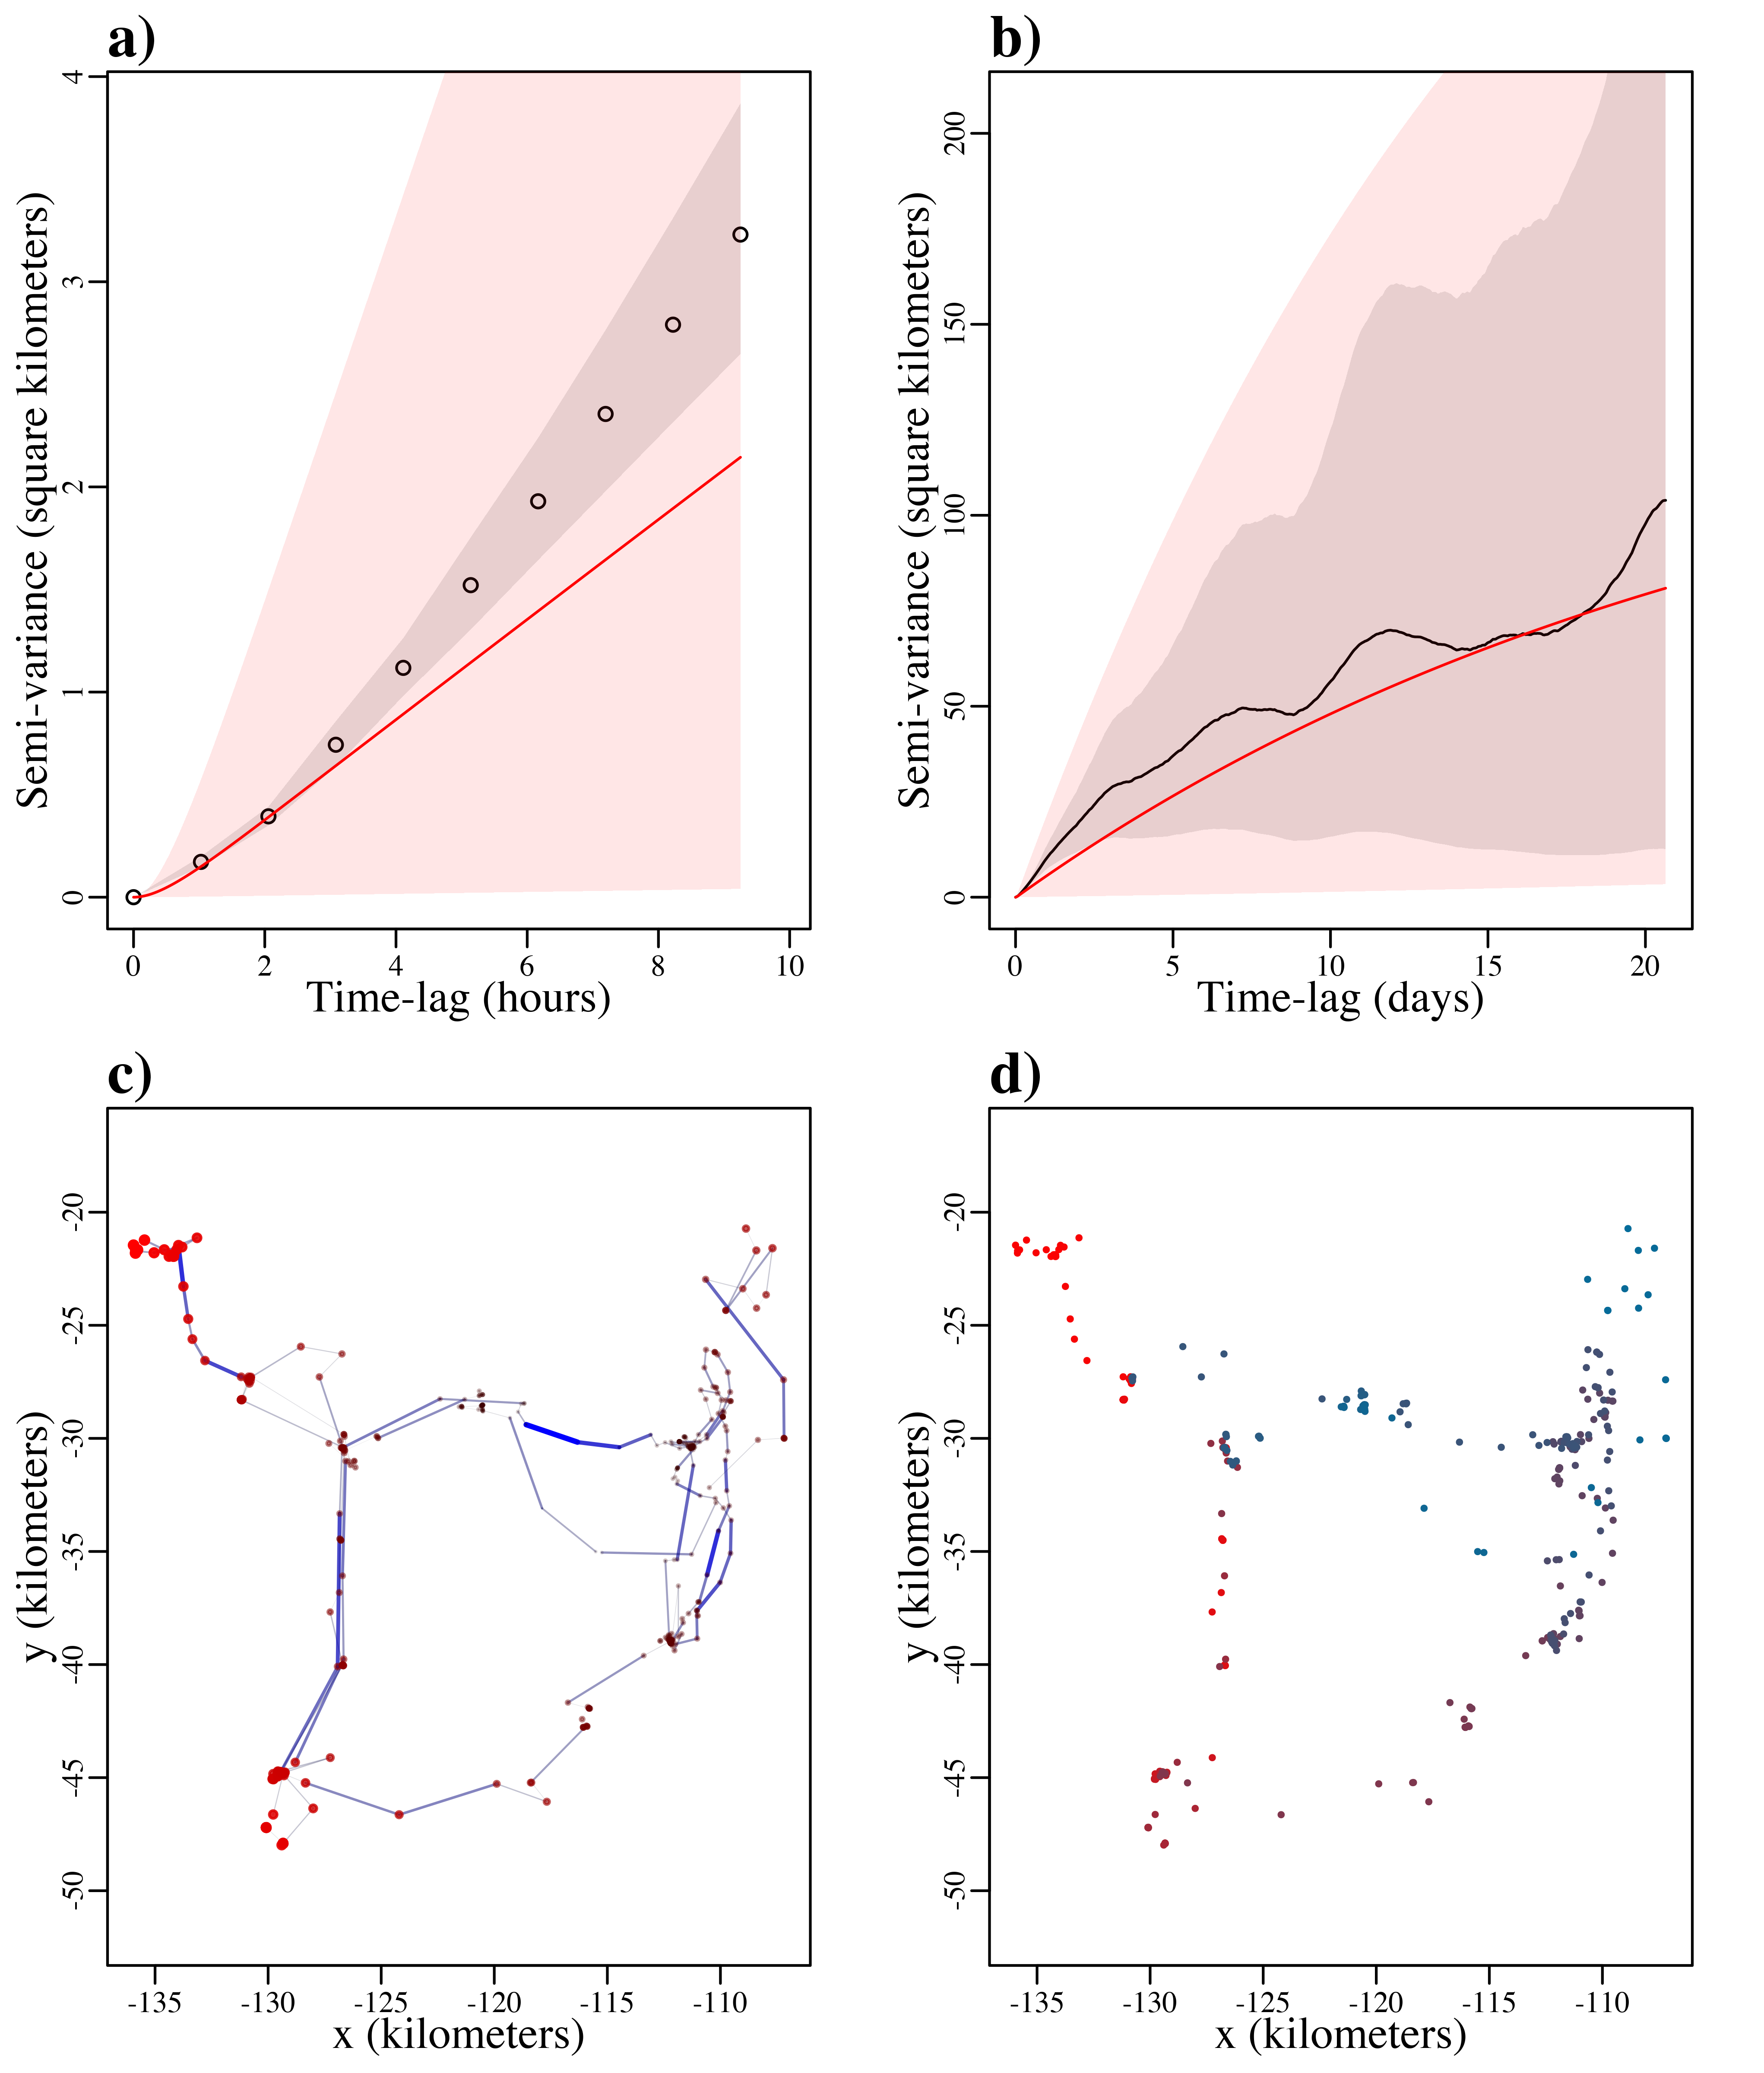 a)
4
3
2
1
0
Semi-variance (square kilometers)
0 2 4 6 8 10
Time-lag (hours)
b)
200
150
100
50
0
Semi-variance (square kilometers)
0 5 10 15 20
Time-lag (days)
c)
-20
-25
-30
-35
-40
-45
-50
y (kilometers)
-135 -130 -125 -120 -115 -110
x (kilometers)
d)
-20
-25
-30
-35
-40
-45
-50
y (kilometers)
-135 -130 -125 -120 -115 -110
x (kilometers)